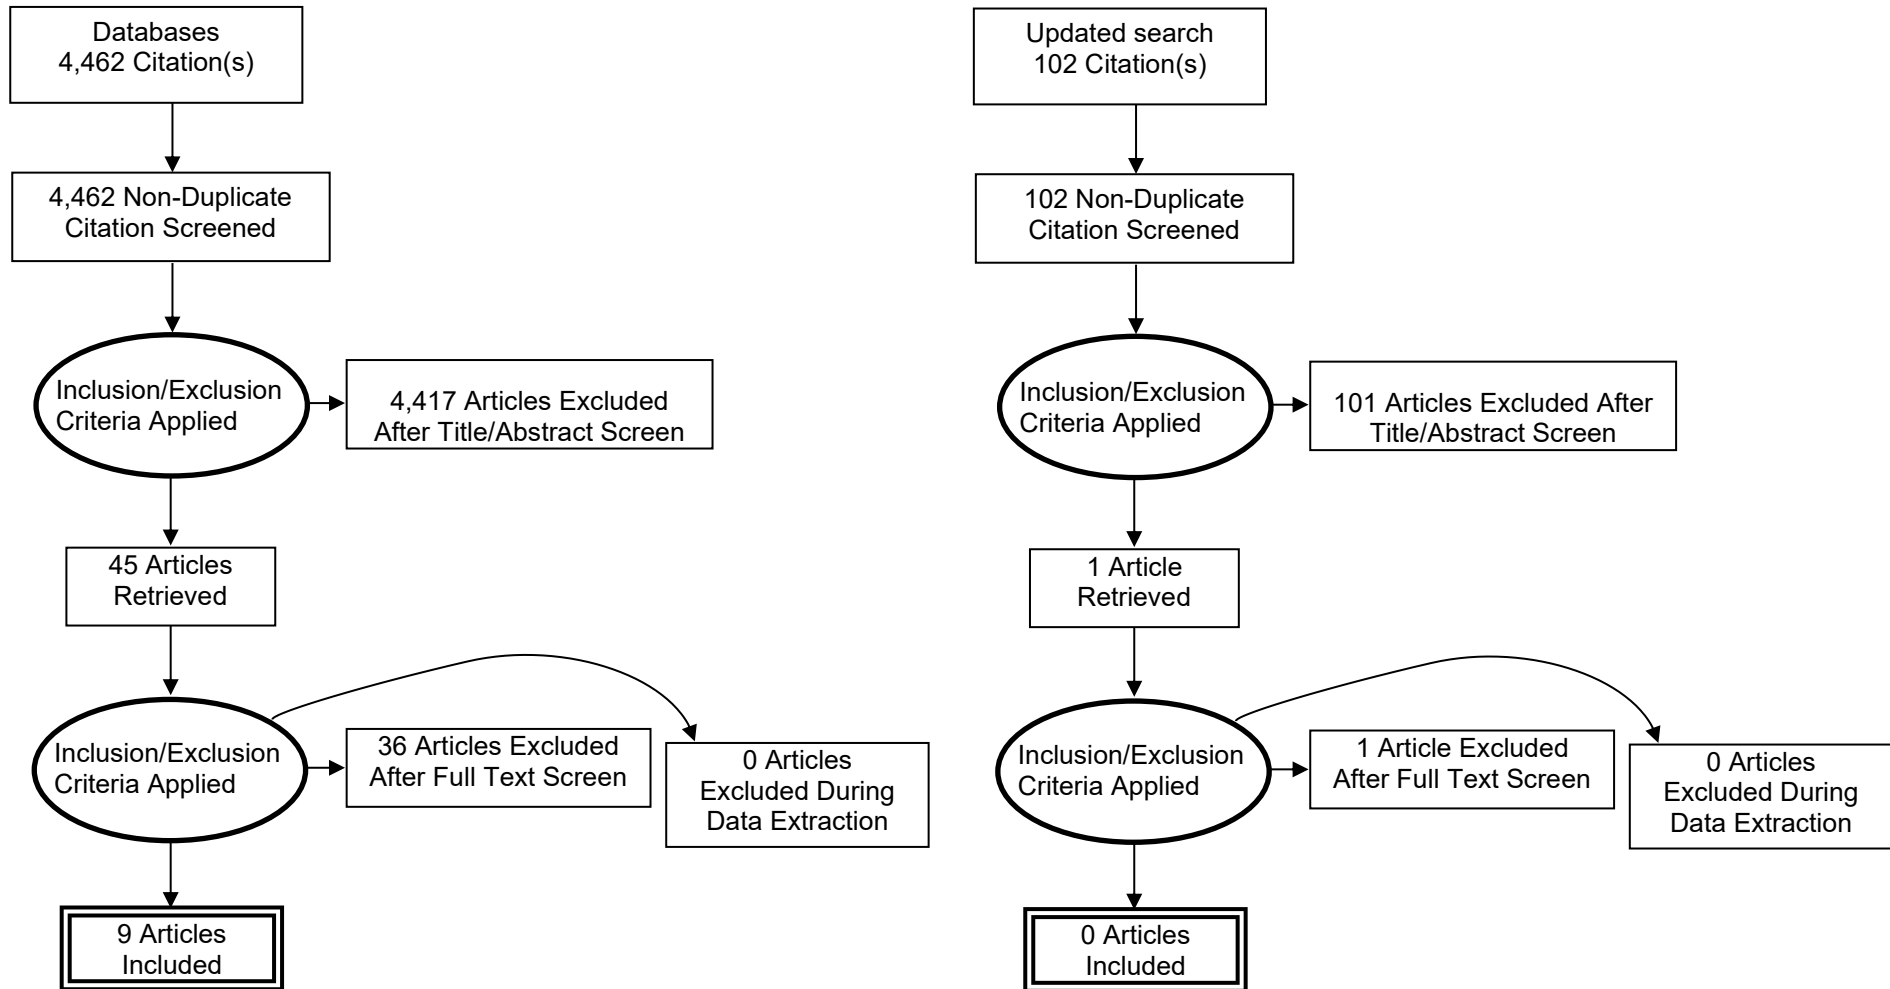 Databases
4,462 Citation(s)
4,462 Non-Duplicate
Citation Screened
Inclusion/Exclusion
Criteria Applied
4,417 Articles Excluded
After Title/Abstract Screen
45 Articles
Retrieved
Inclusion/Exclusion
Criteria Applied
36 Articles Excluded
After Full Text Screen
0 Articles
Excluded During
Data Extraction
9 Articles
Included
Updated search
102 Citation(s)
102 Non-Duplicate
Citation Screened
Inclusion/Exclusion
Criteria Applied
101 Articles Excluded After
Title/Abstract Screen
1 Article
Retrieved
Inclusion/Exclusion
Criteria Applied
1 Article Excluded
After Full Text Screen
0 Articles
Excluded During
Data Extraction
0 Articles
Included